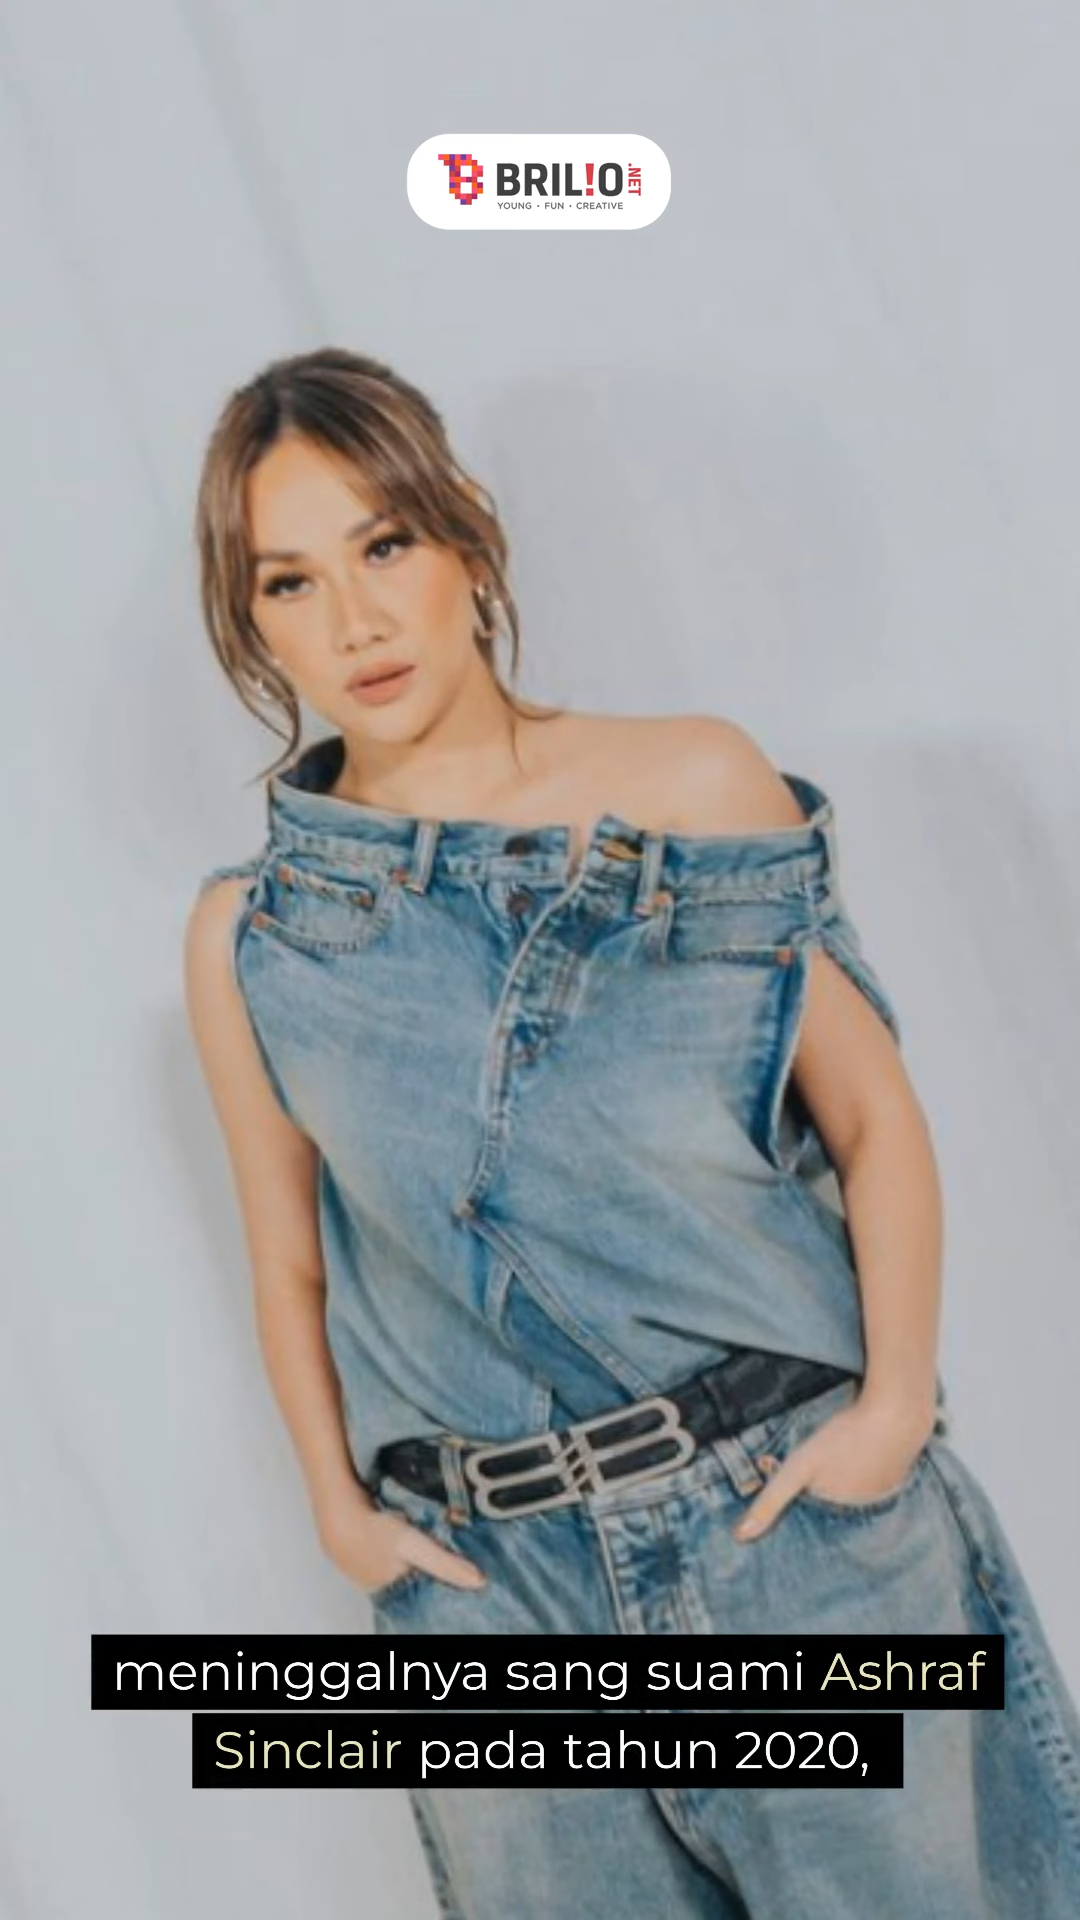 BRIL!O.NET
YOUNG • FUN • CREATIVE
meninggalnya sang suami Ashraf
Sinclair pada tahun 2020,